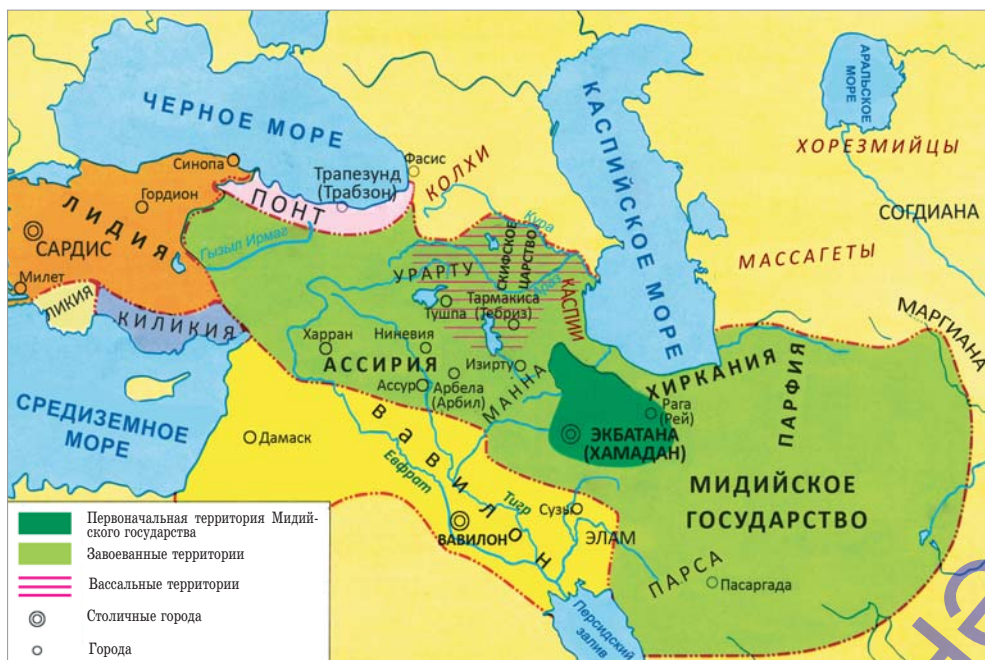 ЧЕРНОЕ МОРЕ
КАСПИЙСКОЕ МОРЕ
АРАЛЬСКОЕ
МОРЕ
ХОРЕЗМИЙЦЫ
СОГДИАНА
МАССАГЕТЫ
МАРГИАНА
Синопа
Фасис
КОЛХИ
Трапезунд
(Трабзон)
ПОНТ
Гордион
ЛИДИЯ
САРДИС
Милет
ЛИКИЯ
КИЛИКИЯ
Гызыл Ирмаг
Кура
СКИФСКОЕ
ЦАРСТВО
Араз
КАСПИИ
УРАРТУ
Тушпа
Тармакиса
(Тебриз)
Харран
Ниневия
АССИРИЯ
Изирту
Ассур
Арбела
(Арбил)
МАННА
ХИРКАНИЯ
ПАРФИЯ
Рага
(Рей)
ЭКБАТАНА
(ХАМАДАН)
СРЕДИЗЕМНОЕ
МОРЕ
Дамаск
ВавилОн
Евфрат
Тигр
ВАВИЛОН
Сузы
ЭЛАМ
МИДИЙСКОЕ
ГОСУДАРСТВО
ПАРСА
Пасаргада
Персидский
залив
Первоначальная территория Мидий-
ского государства
Завоеванные территории
Вассальные территории
Столичные города
Города